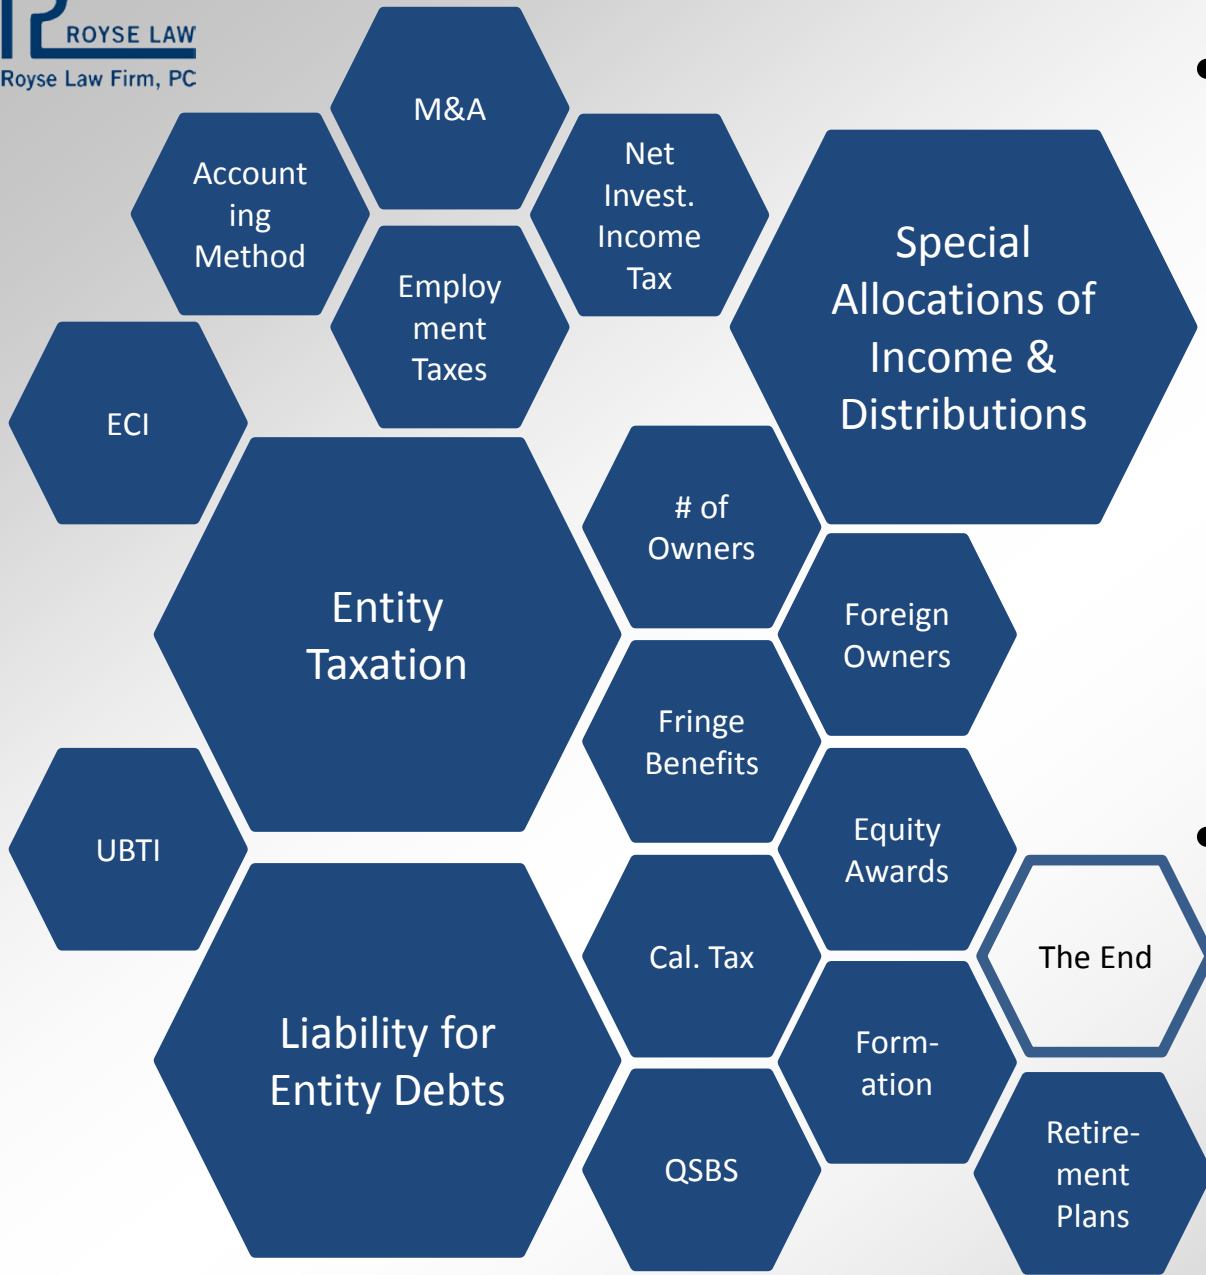 ROYSE LAW
Royse Law Firm, PC
M&A
Account
ing
Method
Net
Invest.
Income
Tax
Employ
ment
Taxes
Special
Allocations of
Income &
Distributions
ECI
# of
Owners
Entity
Taxation
Foreign
Owners
Fringe
Benefits
UBTI
Equity
Awards
Cal. Tax
The End
Liability for
Entity Debts
Form-
ation
QSBS
Retire-
ment
Plans